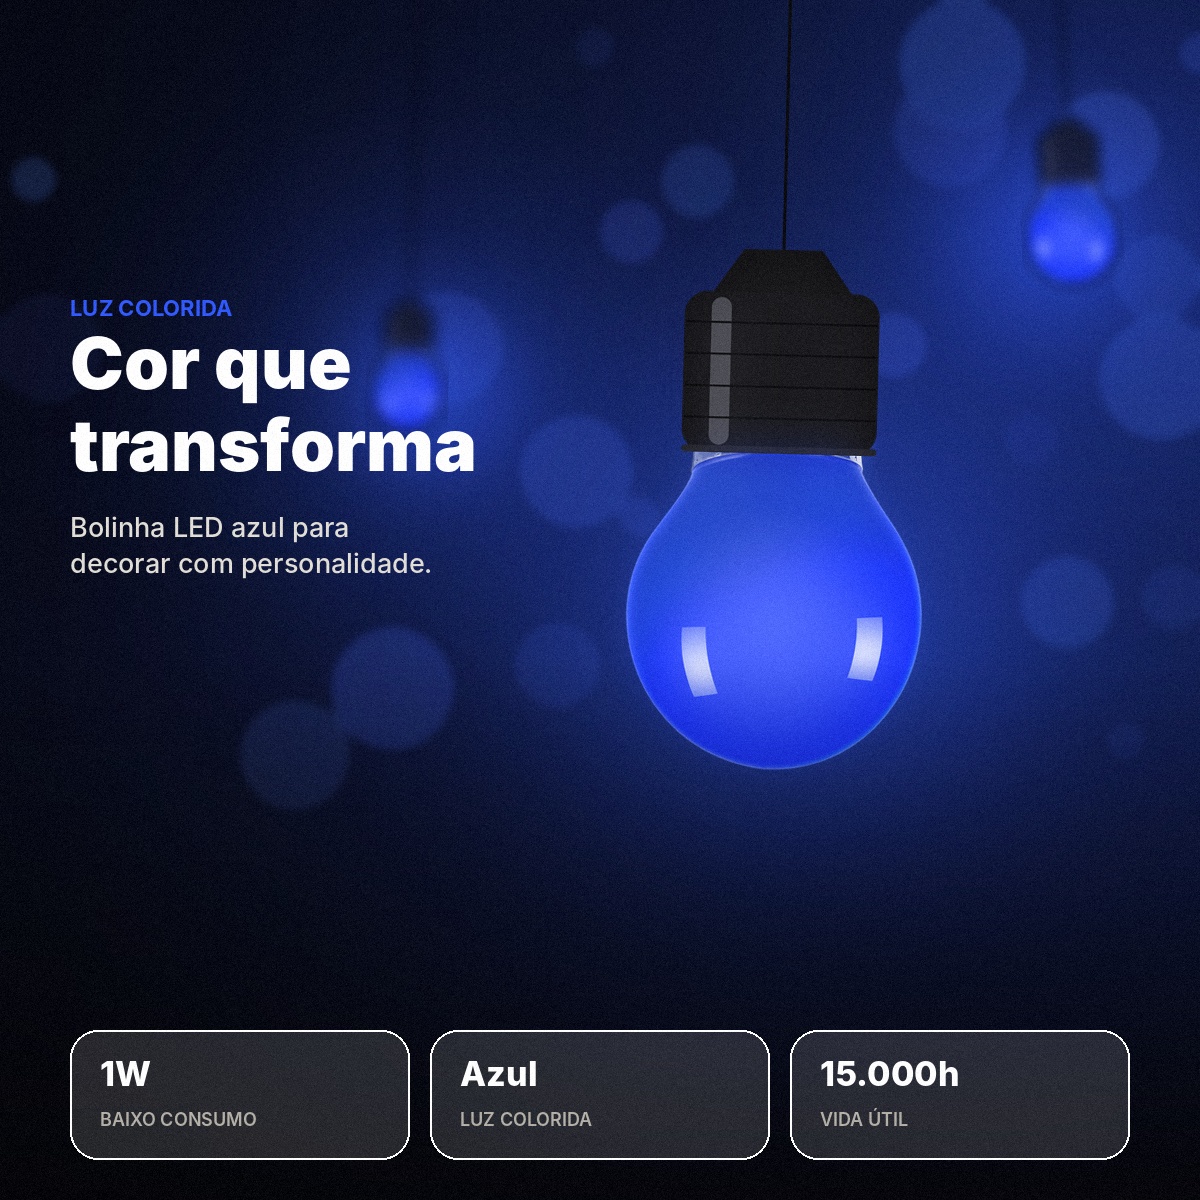 LUZ COLORIDA
Cor que
transforma
Bolinha LED azul para
decorar com personalidade.
1W
BAIXO CONSUMO
Azul
LUZ COLORIDA
15.000h
VIDA ÚTIL